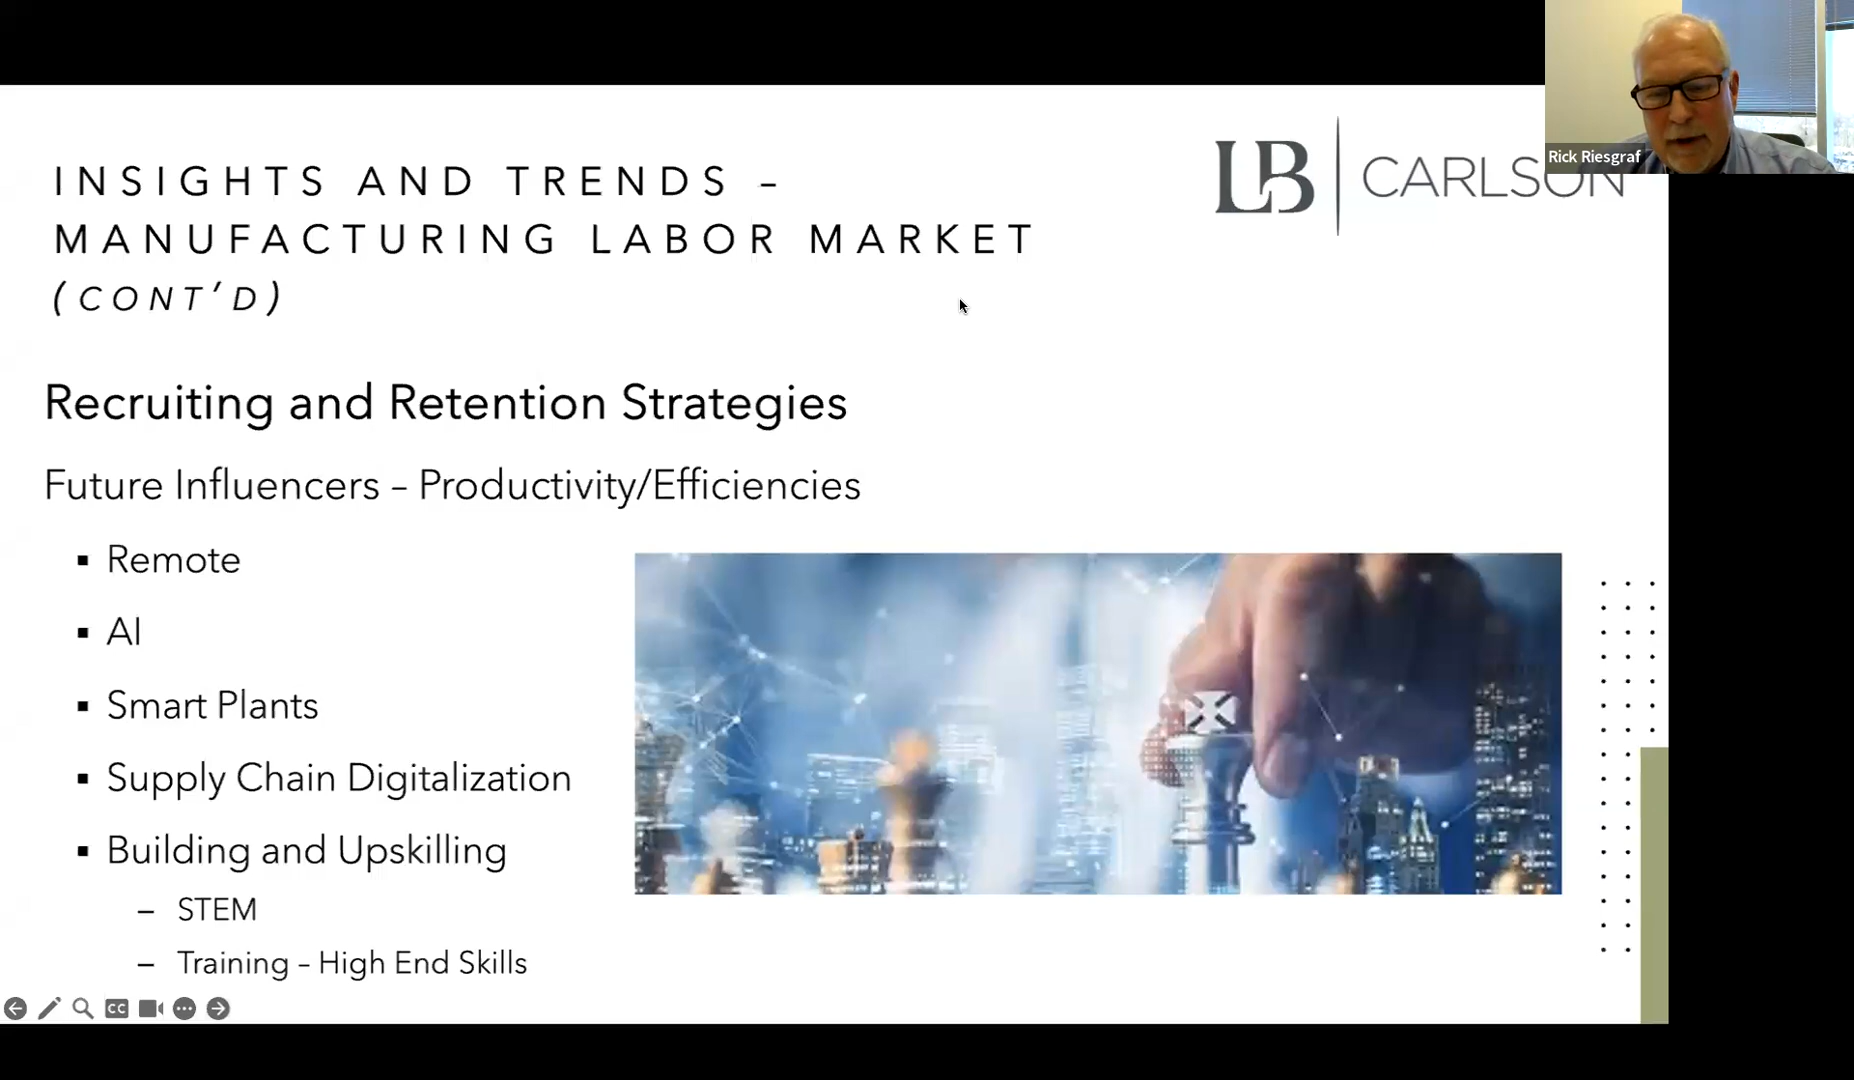 INSIGHTS AND TRENDS –
MANUFACTURING LABOR MARKET
(CONT’D)
LB CARLSON
Rick Riesgraf
Recruiting and Retention Strategies
Future Influencers – Productivity/Efficiencies
▪ Remote
▪ AI
▪ Smart Plants
▪ Supply Chain Digitalization
▪ Building and Upskilling
– STEM
– Training – High End Skills
CC